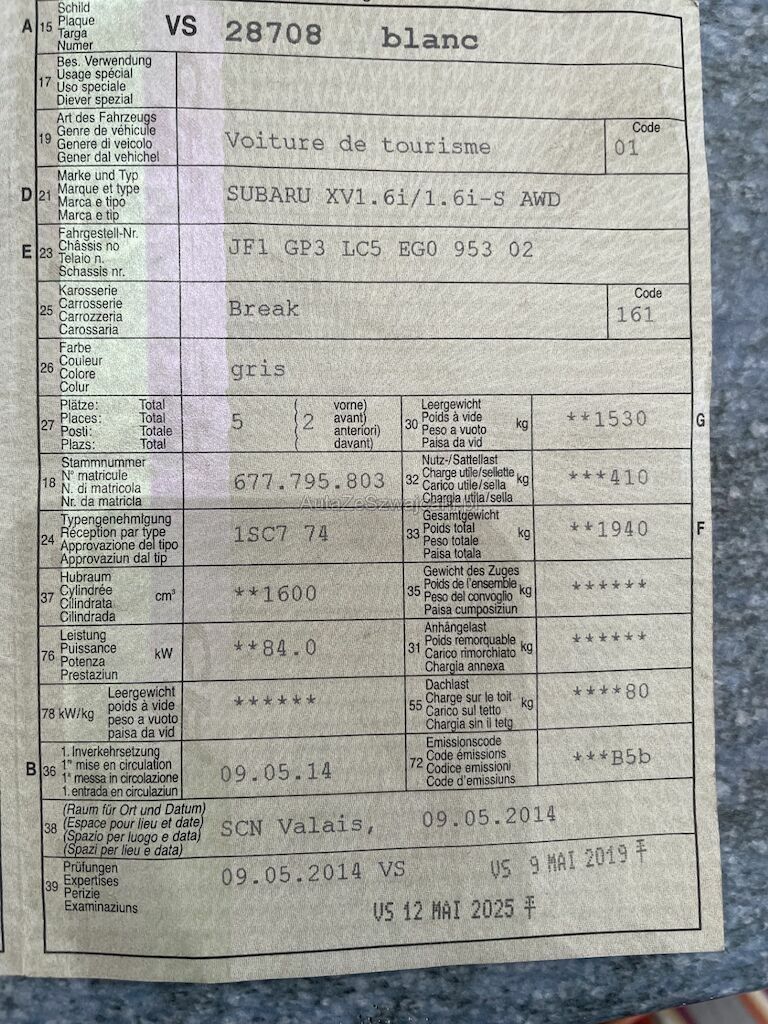 A 15 Schild
Plaque
Targa
Numer
VS 28708 blanc
17 Bes. Verwendung
Usage spécial
Uso speciale
Diever spezial
19 Art des Fahrzeugs
Genre de véhicule
Genere di veicolo
Gener dal vehichel
Voiture de tourisme
Code
01
D 21 Marke und Typ
Marque et type
Marca e tipo
Marca e tip
SUBARU XV1.6i/1.6i-S AWD
E 23 Fahrgestell-Nr.
Châssis no
Telaio n.
Schassis nr.
JF1 GP3 LC5 EG0 953 02
25 Karosserie
Carrosserie
Carrozzeria
Carossaria
Break
Code
161
26 Farbe
Couleur
Colore
Colur
gris
27 Plätze: Total
Places: Total
Posti: Totale
Plazs: Total
5 ( 2 vorne)
avant)
anteriori)
davant)
30 Leergewicht
Poids à vide
Peso a vuoto
Paisa da vid
kg
**1530
G
18 Stammnummer
N° matricule
N. di matricola
Nr. da matricla
677.795.803
32 Nutz-/Sattellast
Charge utile/sellette
Carico utile/sella
Chargia utila/sella
kg
***410
24 Typengenehmigung
Réception par type
Approvazione del tipo
Approvaziun dal tip
1SC7 74
33 Gesamtgewicht
Poids total
Peso totale
Paisa totala
kg
**1940
F
37 Hubraum
Cylindrée
Cilindrata
Cilindrada
cm³
**1600
35 Gewicht des Zuges
Poids de l'ensemble
Peso del convoglio
Paisa cumposiziun
kg
******
76 Leistung
Puissance
Potenza
Prestaziun
kW
**84.0
31 Anhängelast
Poids remorquable
Carico rimorchiato
Chargia annexa
kg
******
78 kW/kg Leergewicht
poids à vide
peso a vuoto
paisa da vid
******
55 Dachlast
Charge sur le toit
Carico sul tetto
Chargia sin il tetg
kg
****80
B 36 1. Inverkehrsetzung
1re mise en circulation
1a messa in circolazione
1. entrada en circulaziun
09.05.14
72 Emissionscode
Code émissions
Codice emissioni
Code d'emissiuns
***B5b
38 (Raum für Ort und Datum)
(Espace pour lieu et date)
(Spazio per luogo e data)
(Spazi per lieu e data)
SCN Valais, 09.05.2014
39 Prüfungen
Expertises
Perizie
Examinaziuns
09.05.2014 VS
VS 9 MAI 2019
VS 12 MAI 2025